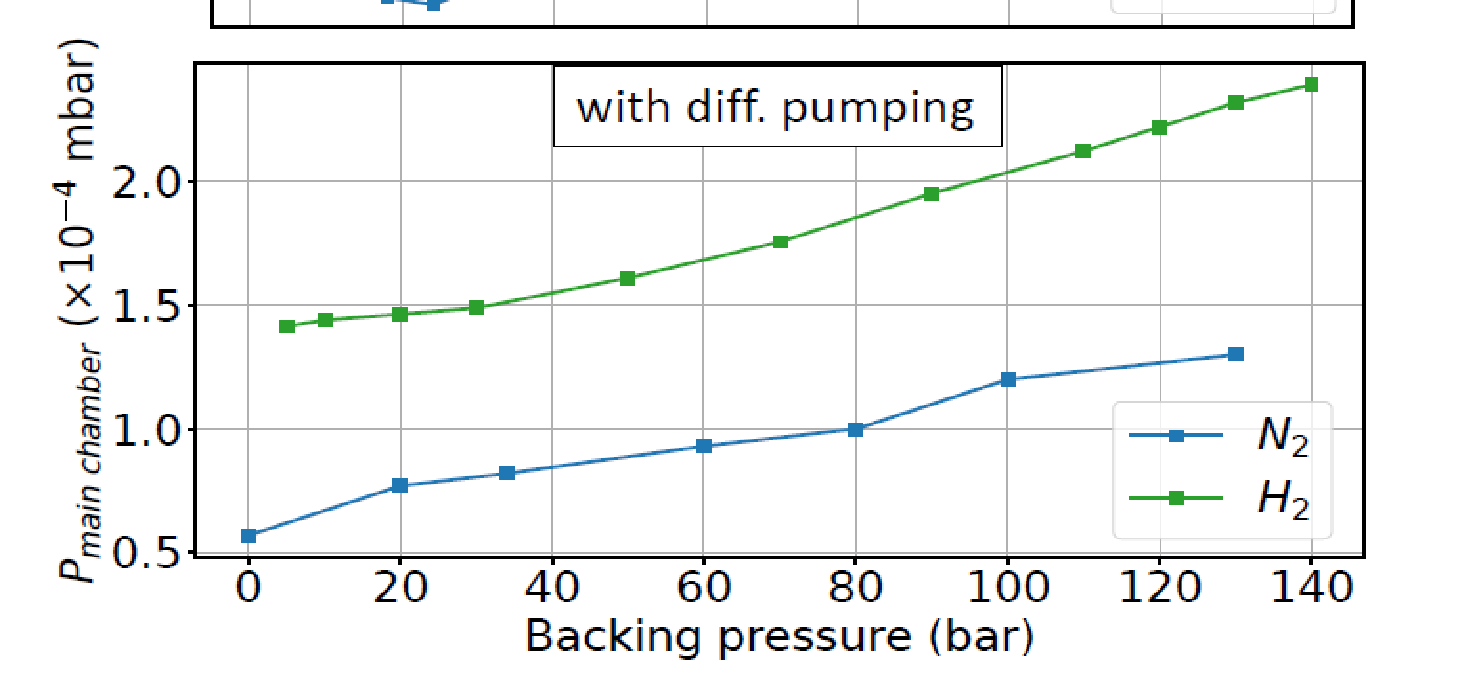 with diff. pumping
P_main chamber (×10⁻⁴ mbar)
2.0
1.5
1.0
0.5
N₂
H₂
0 20 40 60 80 100 120 140
Backing pressure (bar)